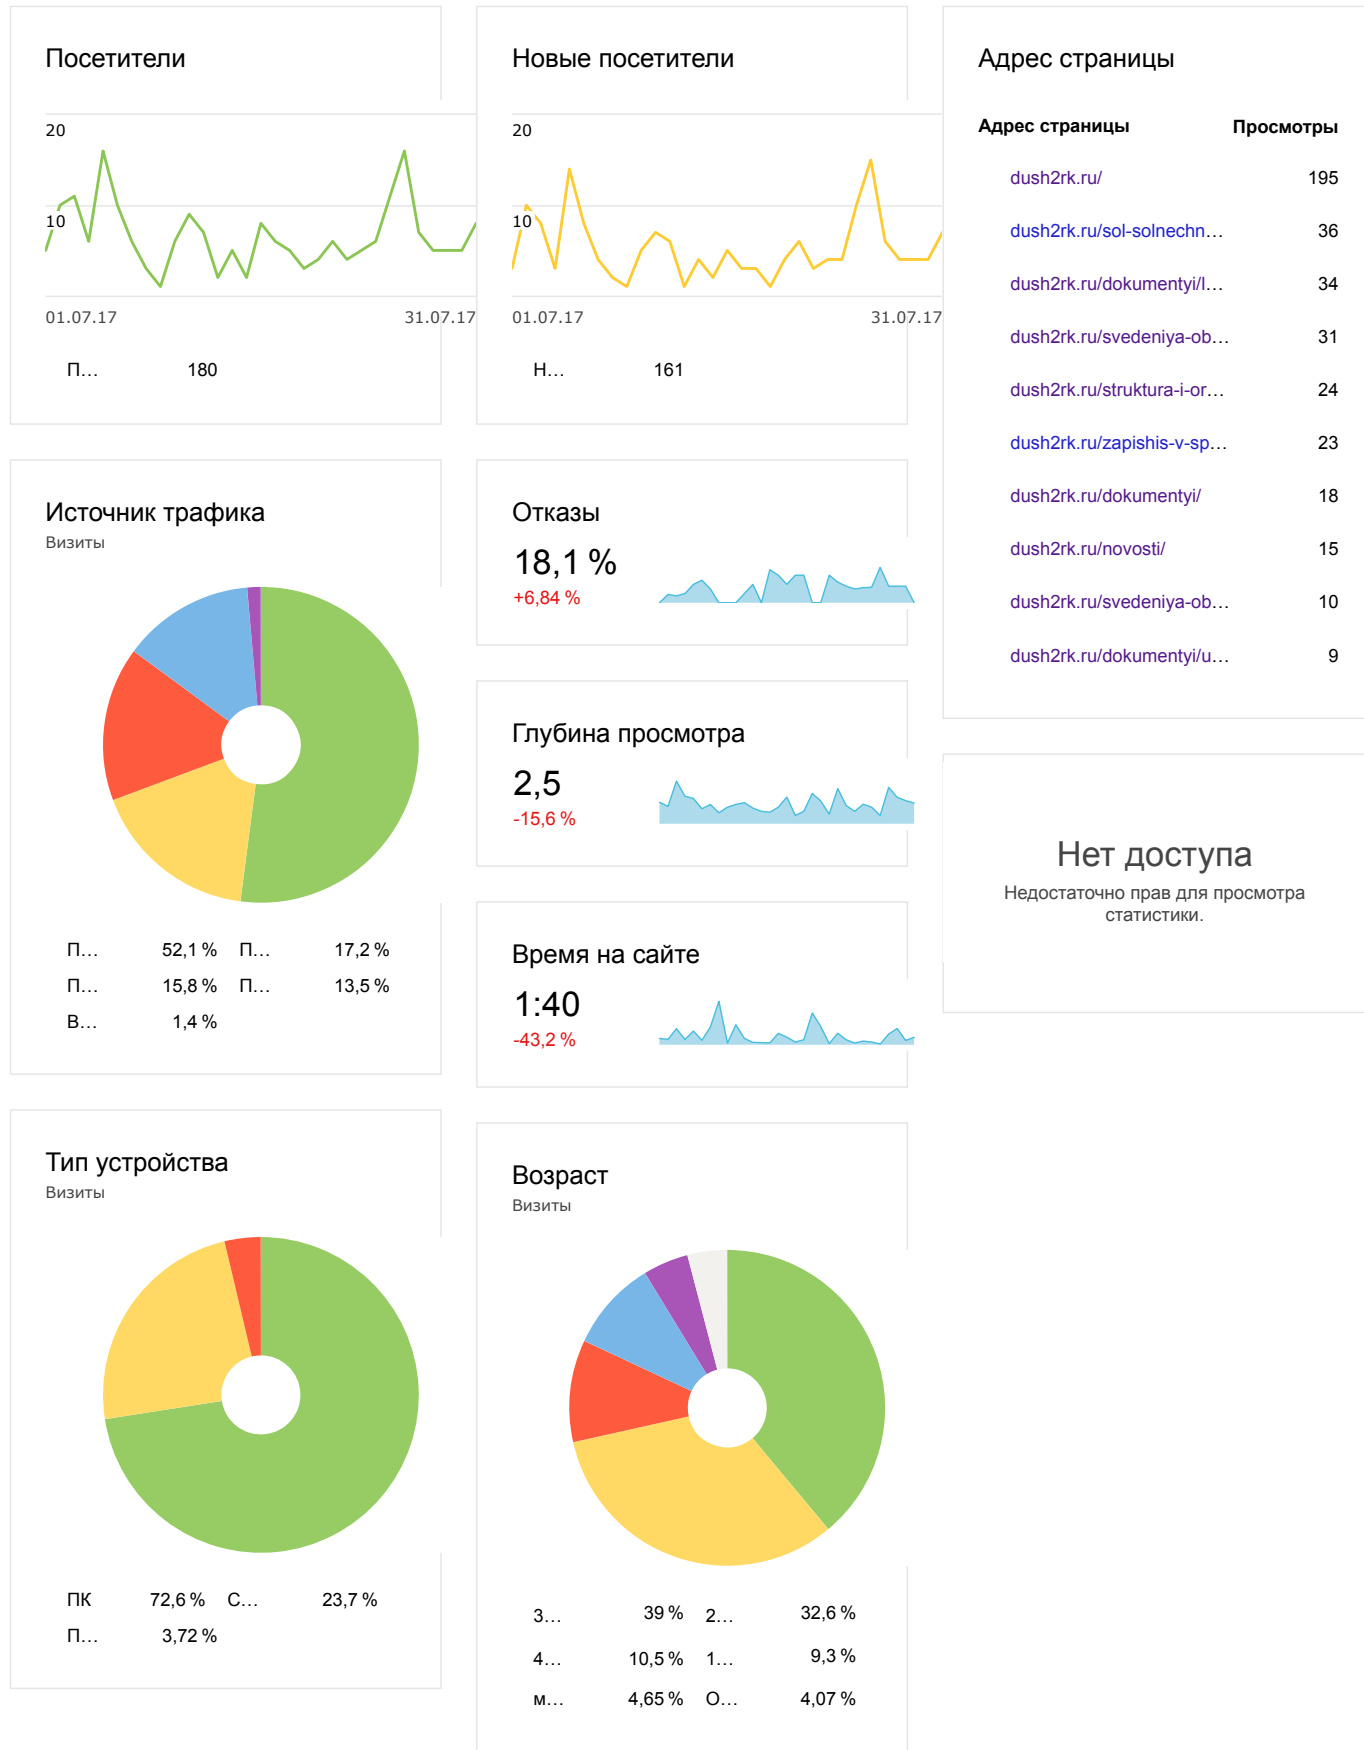 Посетители
20
10
01.07.17 31.07.17
П… 180
Новые посетители
20
10
01.07.17 31.07.17
Н… 161
Адрес страницы
Адрес страницы Просмотры
dush2rk.ru/ 195
dush2rk.ru/sol-solnechn… 36
dush2rk.ru/dokumentyi/l… 34
dush2rk.ru/svedeniya-ob… 31
dush2rk.ru/struktura-i-or… 24
dush2rk.ru/zapishis-v-sp… 23
dush2rk.ru/dokumentyi/ 18
dush2rk.ru/novosti/ 15
dush2rk.ru/svedeniya-ob… 10
dush2rk.ru/dokumentyi/u… 9
Источник трафика
Визиты
П… 52,1 % П… 17,2 %
П… 15,8 % П… 13,5 %
В… 1,4 %
Отказы
18,1 %
+6,84 %
Глубина просмотра
2,5
-15,6 %
Время на сайте
1:40
-43,2 %
Нет доступа
Недостаточно прав для просмотра
статистики.
Тип устройства
Визиты
ПК 72,6 % С… 23,7 %
П… 3,72 %
Возраст
Визиты
3… 39 % 2… 32,6 %
4… 10,5 % 1… 9,3 %
м… 4,65 % О… 4,07 %